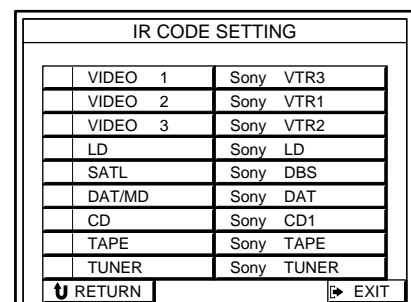 IR CODE SETTING
VIDEO 1 Sony VTR3
VIDEO 2 Sony VTR1
VIDEO 3 Sony VTR2
LD Sony LD
SATL Sony DBS
DAT/MD Sony DAT
CD Sony CD1
TAPE Sony TAPE
TUNER Sony TUNER
RETURN EXIT